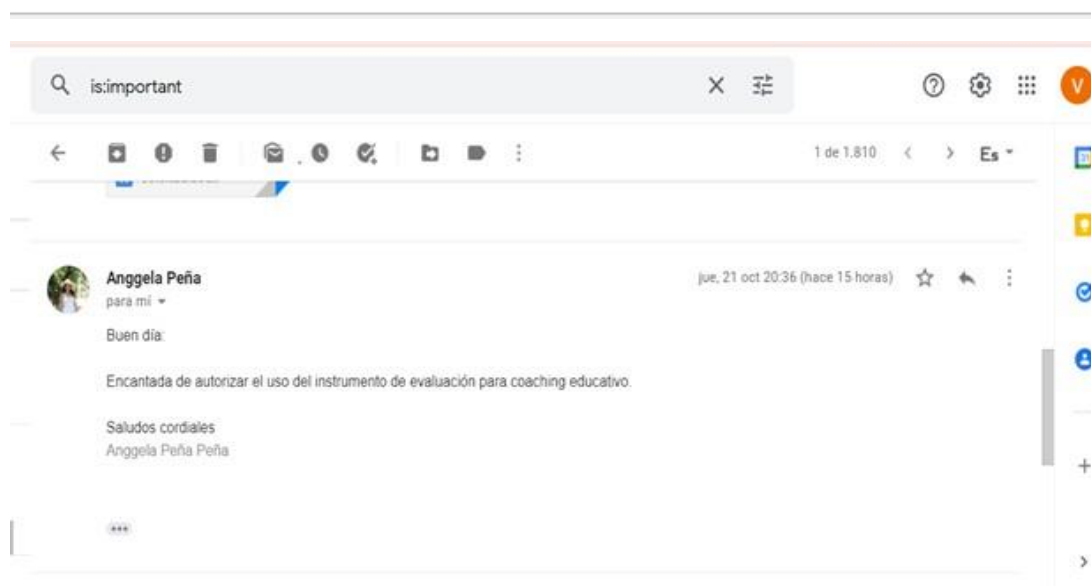 is:important
1 de 1.810
Es
Anggela Peña
jue, 21 oct 20:36 (hace 15 horas)
para mí
Buen día:
Encantada de autorizar el uso del instrumento de evaluación para coaching educativo.
Saludos cordiales
Anggela Peña Peña
V